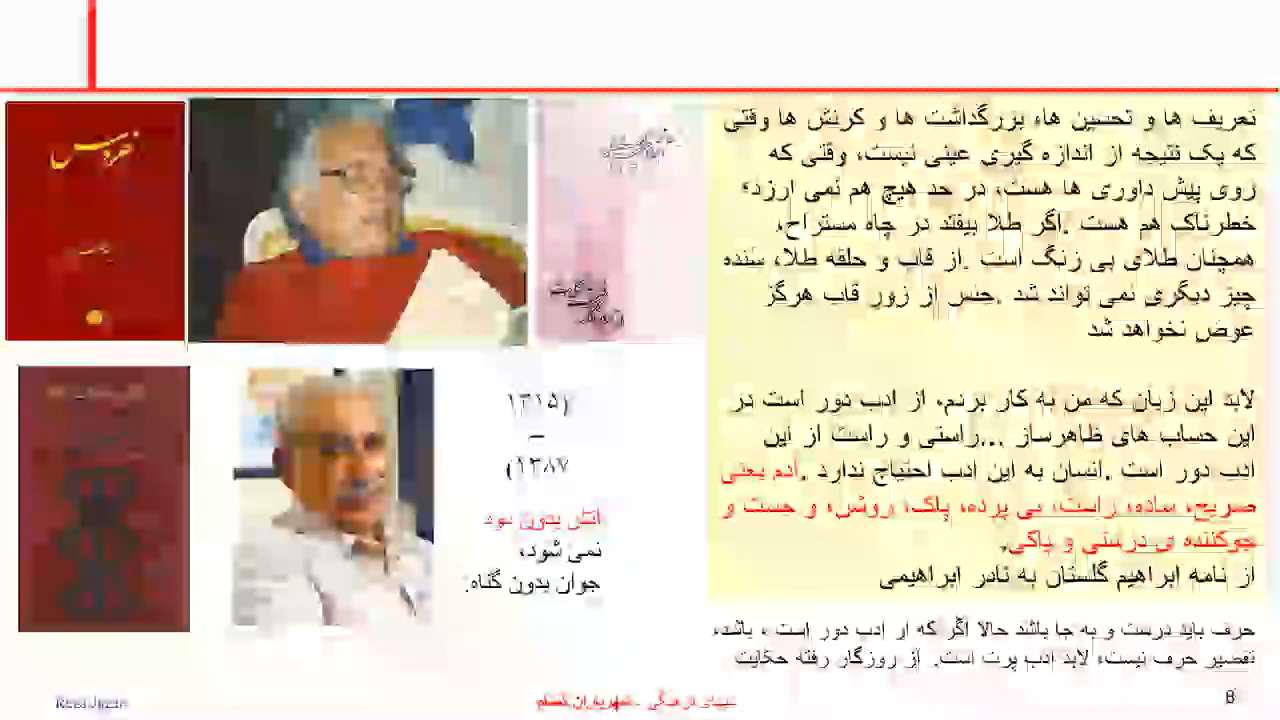 تعریف ها و تحسین ها، بزرگداشت ها و کرنش ها وقتی
که یک نتیجه از اندازه گیری عینی نیست، وقتی که
روی پیش داوری ها هست، در حد هیچ هم نمی ارزد؛
خطرناک هم هست .اگر طلا بیفتد در چاه مستراح،
همچنان طلای بی زنگ است .از قاب و حلقه طلا، سنده
چیز دیگری نمی تواند شد .جنس از زور قاب هرگز
عوض نخواهد شد
لابد این زبان که من به کار برنم، از ادب دور است در
این حساب های ظاهرساز ...راستی و راست از این
ادب دور است .انسان به این ادب احتیاج ندارد .آدم یعنی
صریح، ساده، راست، بی پرده، پاک، روشن، و جست و
جوکننده ی درستی و پاکی.
از نامه ابراهیم گلستان به نادر ابراهیمی
حرف باید درست و به جا باشد حالا اگر که از ادب دور است ، باشد،
تقصیر حرف نیست، لابد ادب پرت است. از روزگار رفته حکایت
(۱۳۱۵
–
۱۳۸۷)
آتش بدون دود
نمی شود،
جوان بدون گناه.
خروس
8